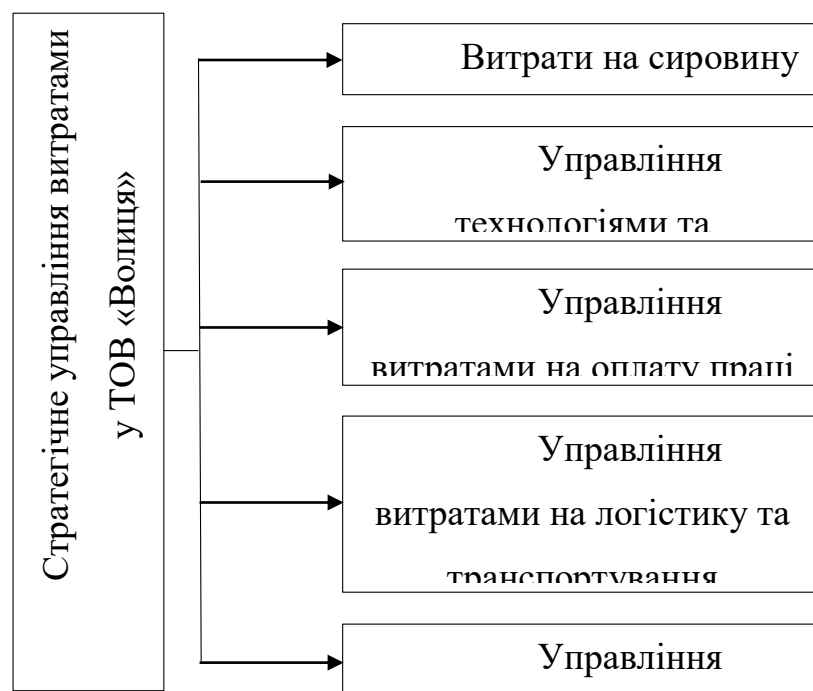 Стратегічне управління витратами
у ТОВ «Волиця»
Витрати на сировину
Управління
технологіями та
Управління
витратами на оплату праці
Управління
витратами на логістику та
транспортування
Управління